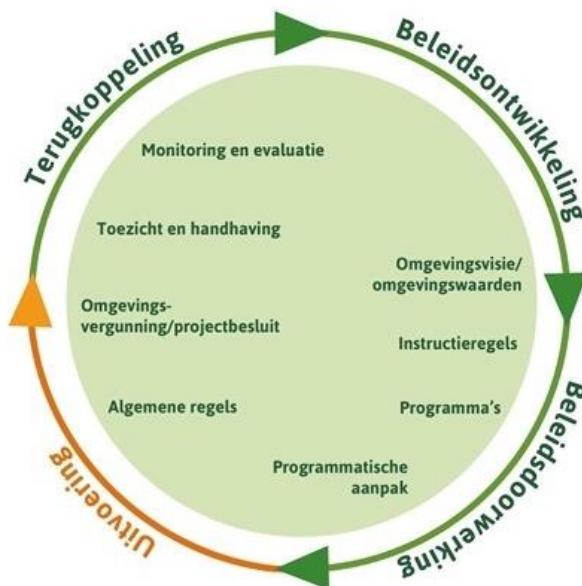 Terugkoppeling
Beleidsontwikkeling
Monitoring en evaluatie
Toezicht en handhaving
Omgevingsvisie/
omgevingswaarden
Omgevings-
vergunning/projectbesluit
Instructieregels
Algemene regels
Programma's
Programmatische
aanpak
Uitvoering
Beleidsdoorwerking